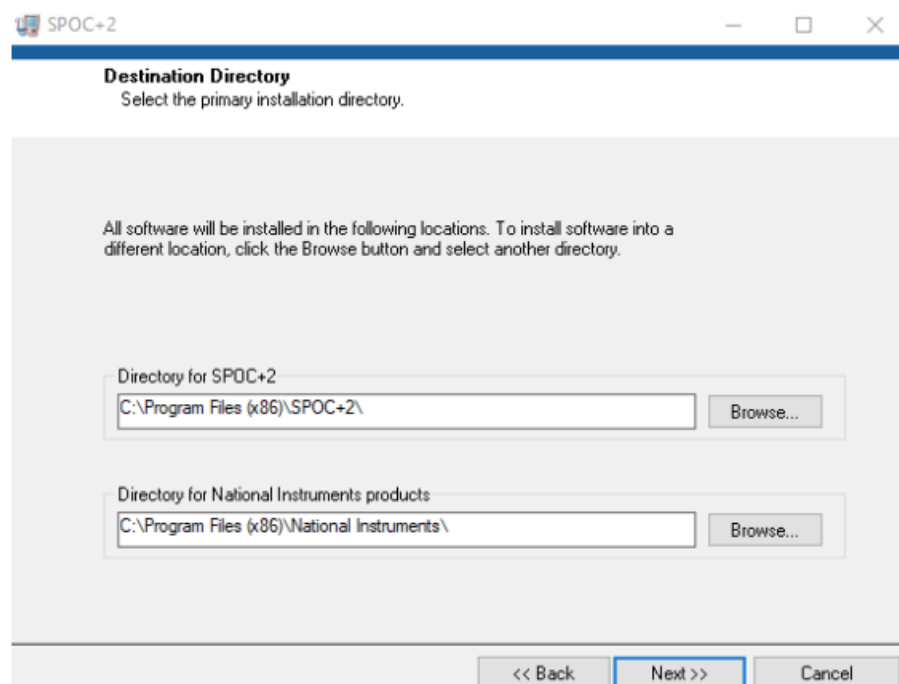 SPOC+2
Destination Directory
Select the primary installation directory.
All software will be installed in the following locations. To install software into a
different location, click the Browse button and select another directory.
Directory for SPOC+2
C:\Program Files (x86)\SPOC+2\
Browse...
Directory for National Instruments products
C:\Program Files (x86)\National Instruments\
Browse...
<< Back
Next >>
Cancel